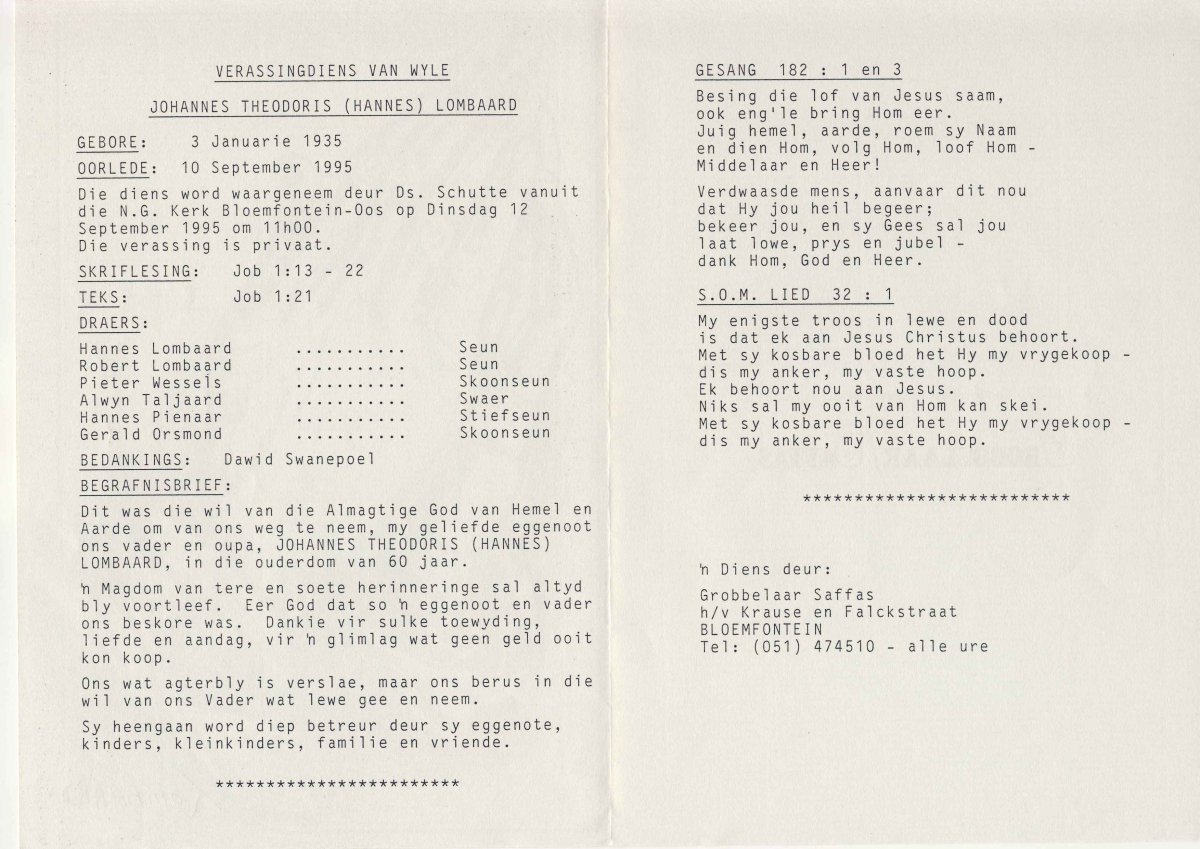 VERASSINGDIENS VAN WYLE
JOHANNES THEODORIS (HANNES) LOMBAARD
GEBORE: 3 Januarie 1935
OORLEDE: 10 September 1995
Die diens word waargeneem deur Ds. Schutte vanuit
die N.G. Kerk Bloemfontein-Oos op Dinsdag 12
September 1995 om 11h00.
Die verassing is privaat.
SKRIFLESING: Job 1:13 - 22
TEKS: Job 1:21
DRAERS:
Hannes Lombaard ........... Seun
Robert Lombaard ........... Seun
Pieter Wessels ........... Skoonseun
Alwyn Taljaard ........... Swaer
Hannes Pienaar ........... Stiefseun
Gerald Orsmond ........... Skoonseun
BEDANKINGS: Dawid Swanepoel
BEGRAFNISBRIEF:
Dit was die wil van die Almagtige God van Hemel en
Aarde om van ons weg te neem, my geliefde eggenoot
ons vader en oupa, JOHANNES THEODORIS (HANNES)
LOMBAARD, in die ouderdom van 60 jaar.
'n Magdom van tere en soete herinneringe sal altyd
bly voortleef. Eer God dat so 'n eggenoot en vader
ons beskore was. Dankie vir sulke toewyding,
liefde en aandag, vir 'n glimlag wat geen geld ooit
kon koop.
Ons wat agterbly is verslae, maar ons berus in die
wil van ons Vader wat lewe gee en neem.
Sy heengaan word diep betreur deur sy eggenote,
kinders, kleinkinders, familie en vriende.
************************
GESANG 182 : 1 en 3
Besing die lof van Jesus saam,
ook eng'le bring Hom eer.
Juig hemel, aarde, roem sy Naam
en dien Hom, volg Hom, loof Hom -
Middelaar en Heer!
Verdwaasde mens, aanvaar dit nou
dat Hy jou heil begeer;
bekeer jou, en sy Gees sal jou
laat lowe, prys en jubel -
dank Hom, God en Heer.
S.O.M. LIED 32 : 1
My enigste troos in lewe en dood
is dat ek aan Jesus Christus behoort.
Met sy kosbare bloed het Hy my vrygekoop -
dis my anker, my vaste hoop.
Ek behoort nou aan Jesus.
Niks sal my ooit van Hom kan skei.
Met sy kosbare bloed het Hy my vrygekoop -
dis my anker, my vaste hoop.
**************************
'n Diens deur:
Grobbelaar Saffas
h/v Krause en Falckstraat
BLOEMFONTEIN
Tel: (051) 474510 - alle ure